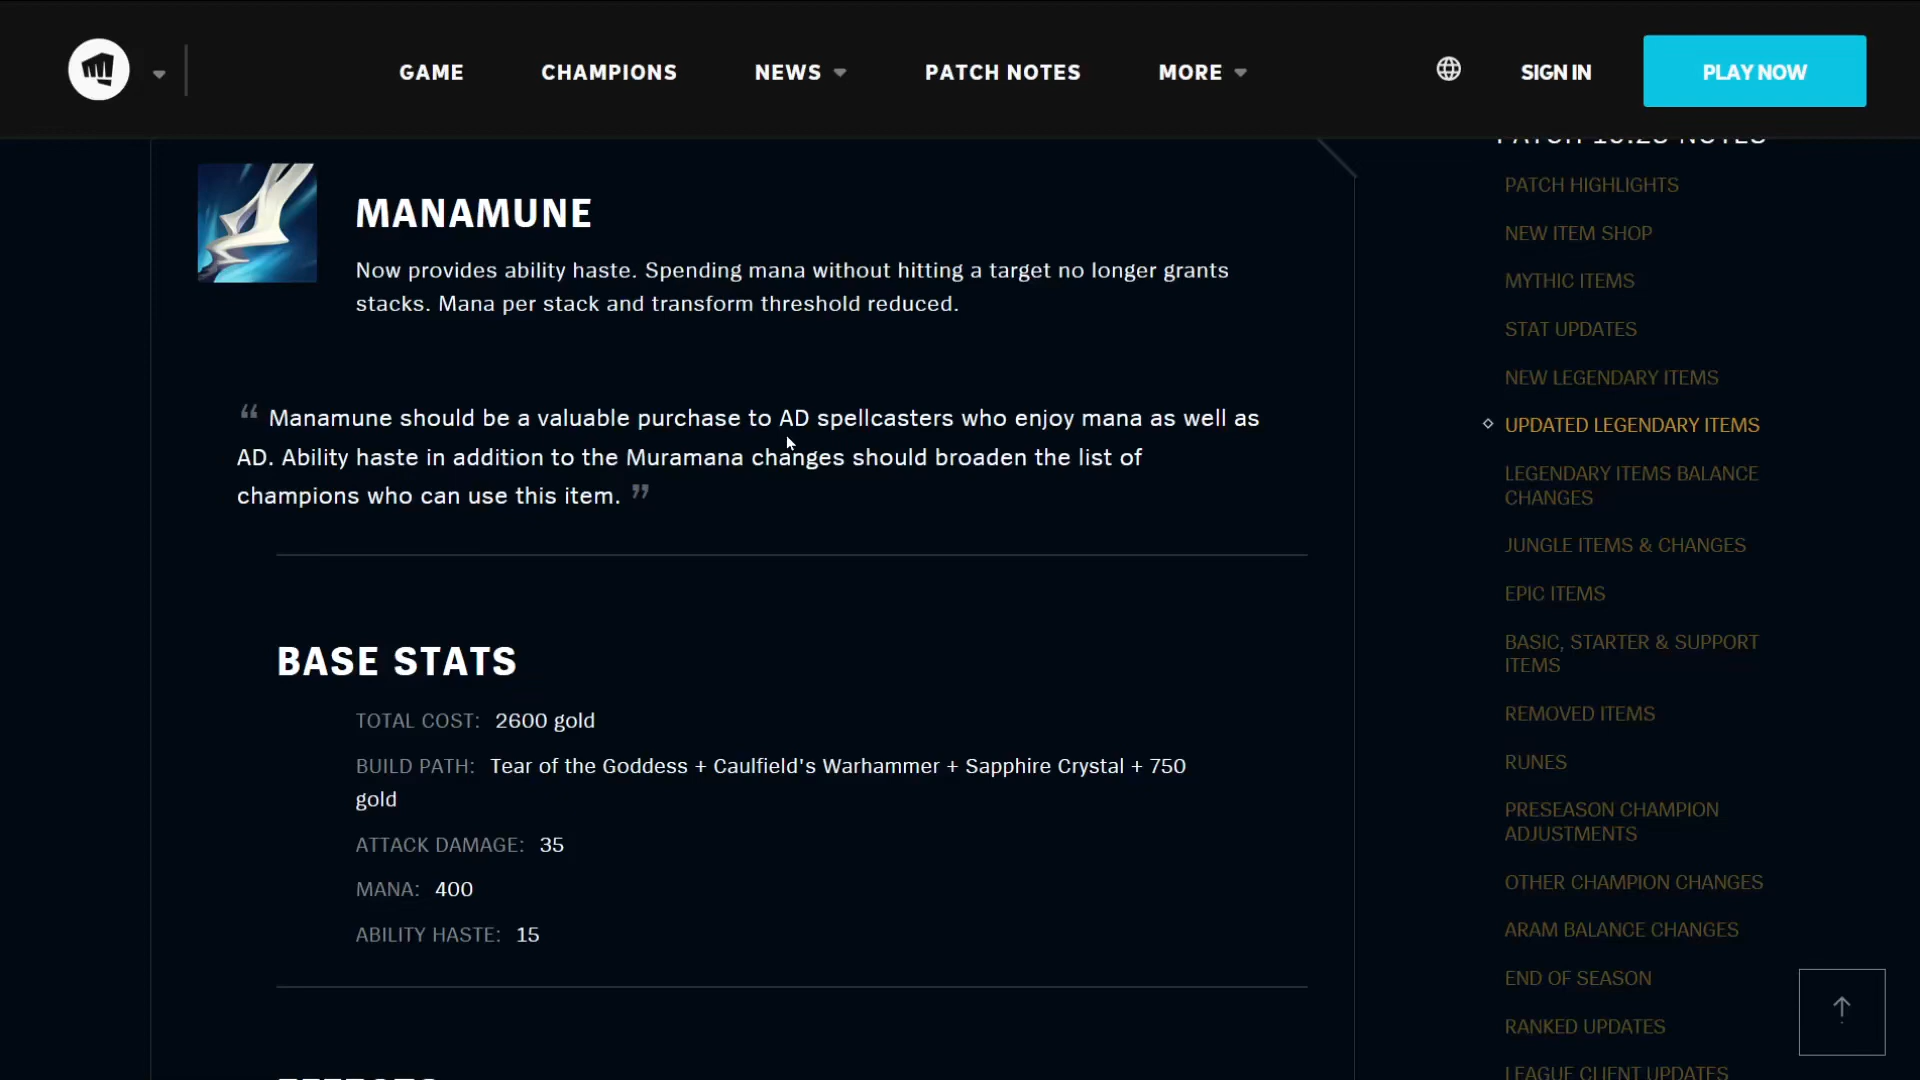 GAME
CHAMPIONS
NEWS
PATCH NOTES
MORE
SIGN IN
PLAY NOW
MANAMUNE
Now provides ability haste. Spending mana without hitting a target no longer grants
stacks. Mana per stack and transform threshold reduced.
“ Manamune should be a valuable purchase to AD spellcasters who enjoy mana as well as
AD. Ability haste in addition to the Muramana changes should broaden the list of
champions who can use this item. ”
BASE STATS
TOTAL COST: 2600 gold
BUILD PATH: Tear of the Goddess + Caulfield's Warhammer + Sapphire Crystal + 750
gold
ATTACK DAMAGE: 35
MANA: 400
ABILITY HASTE: 15
PATCH HIGHLIGHTS
NEW ITEM SHOP
MYTHIC ITEMS
STAT UPDATES
NEW LEGENDARY ITEMS
UPDATED LEGENDARY ITEMS
LEGENDARY ITEMS BALANCE
CHANGES
JUNGLE ITEMS & CHANGES
EPIC ITEMS
BASIC, STARTER & SUPPORT
ITEMS
REMOVED ITEMS
RUNES
PRESEASON CHAMPION
ADJUSTMENTS
OTHER CHAMPION CHANGES
ARAM BALANCE CHANGES
END OF SEASON
RANKED UPDATES
LEAGUE CLIENT UPDATES